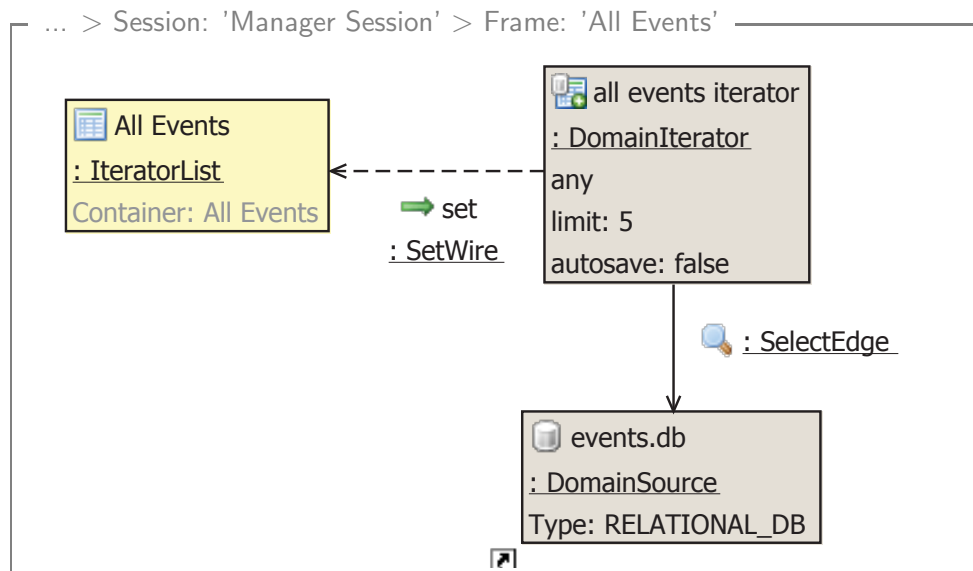 ... > Session: 'Manager Session' > Frame: 'All Events'
All Events
: IteratorList
Container: All Events
set
: SetWire
all events iterator
: DomainIterator
any
limit: 5
autosave: false
: SelectEdge
events.db
: DomainSource
Type: RELATIONAL_DB